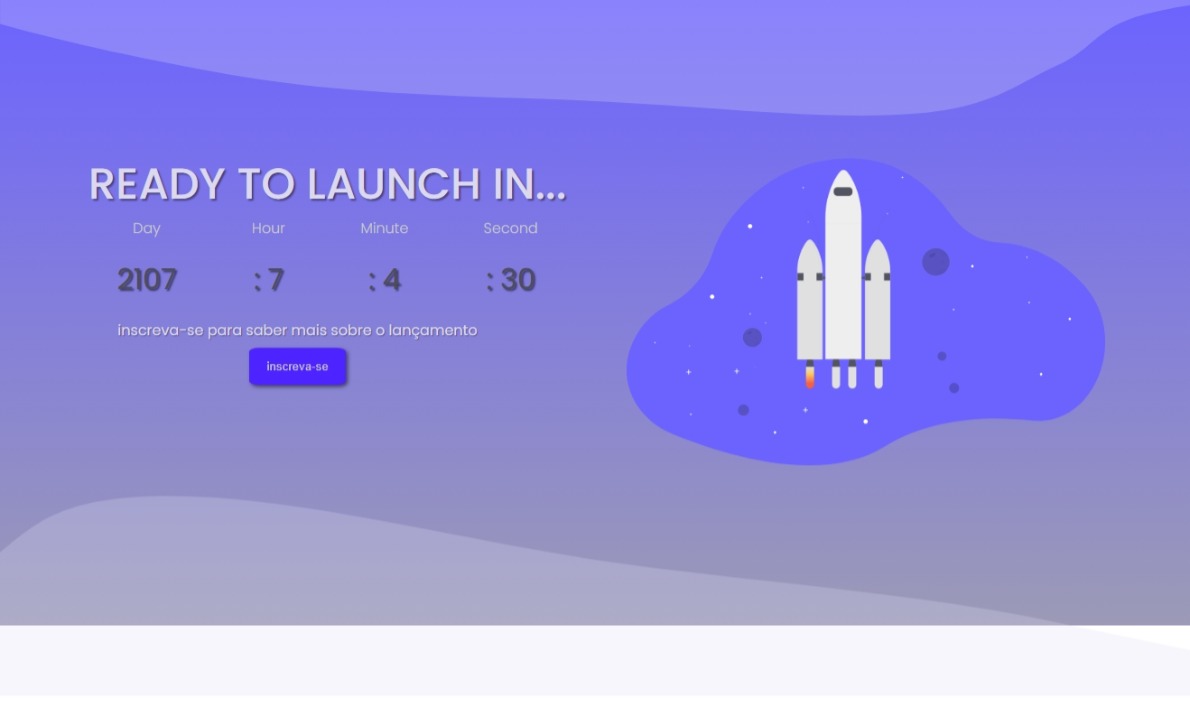 READY TO LAUNCH IN...
Day Hour Minute Second
2107 : 7 : 4 : 30
inscreva-se para saber mais sobre o lançamento
inscreva-se